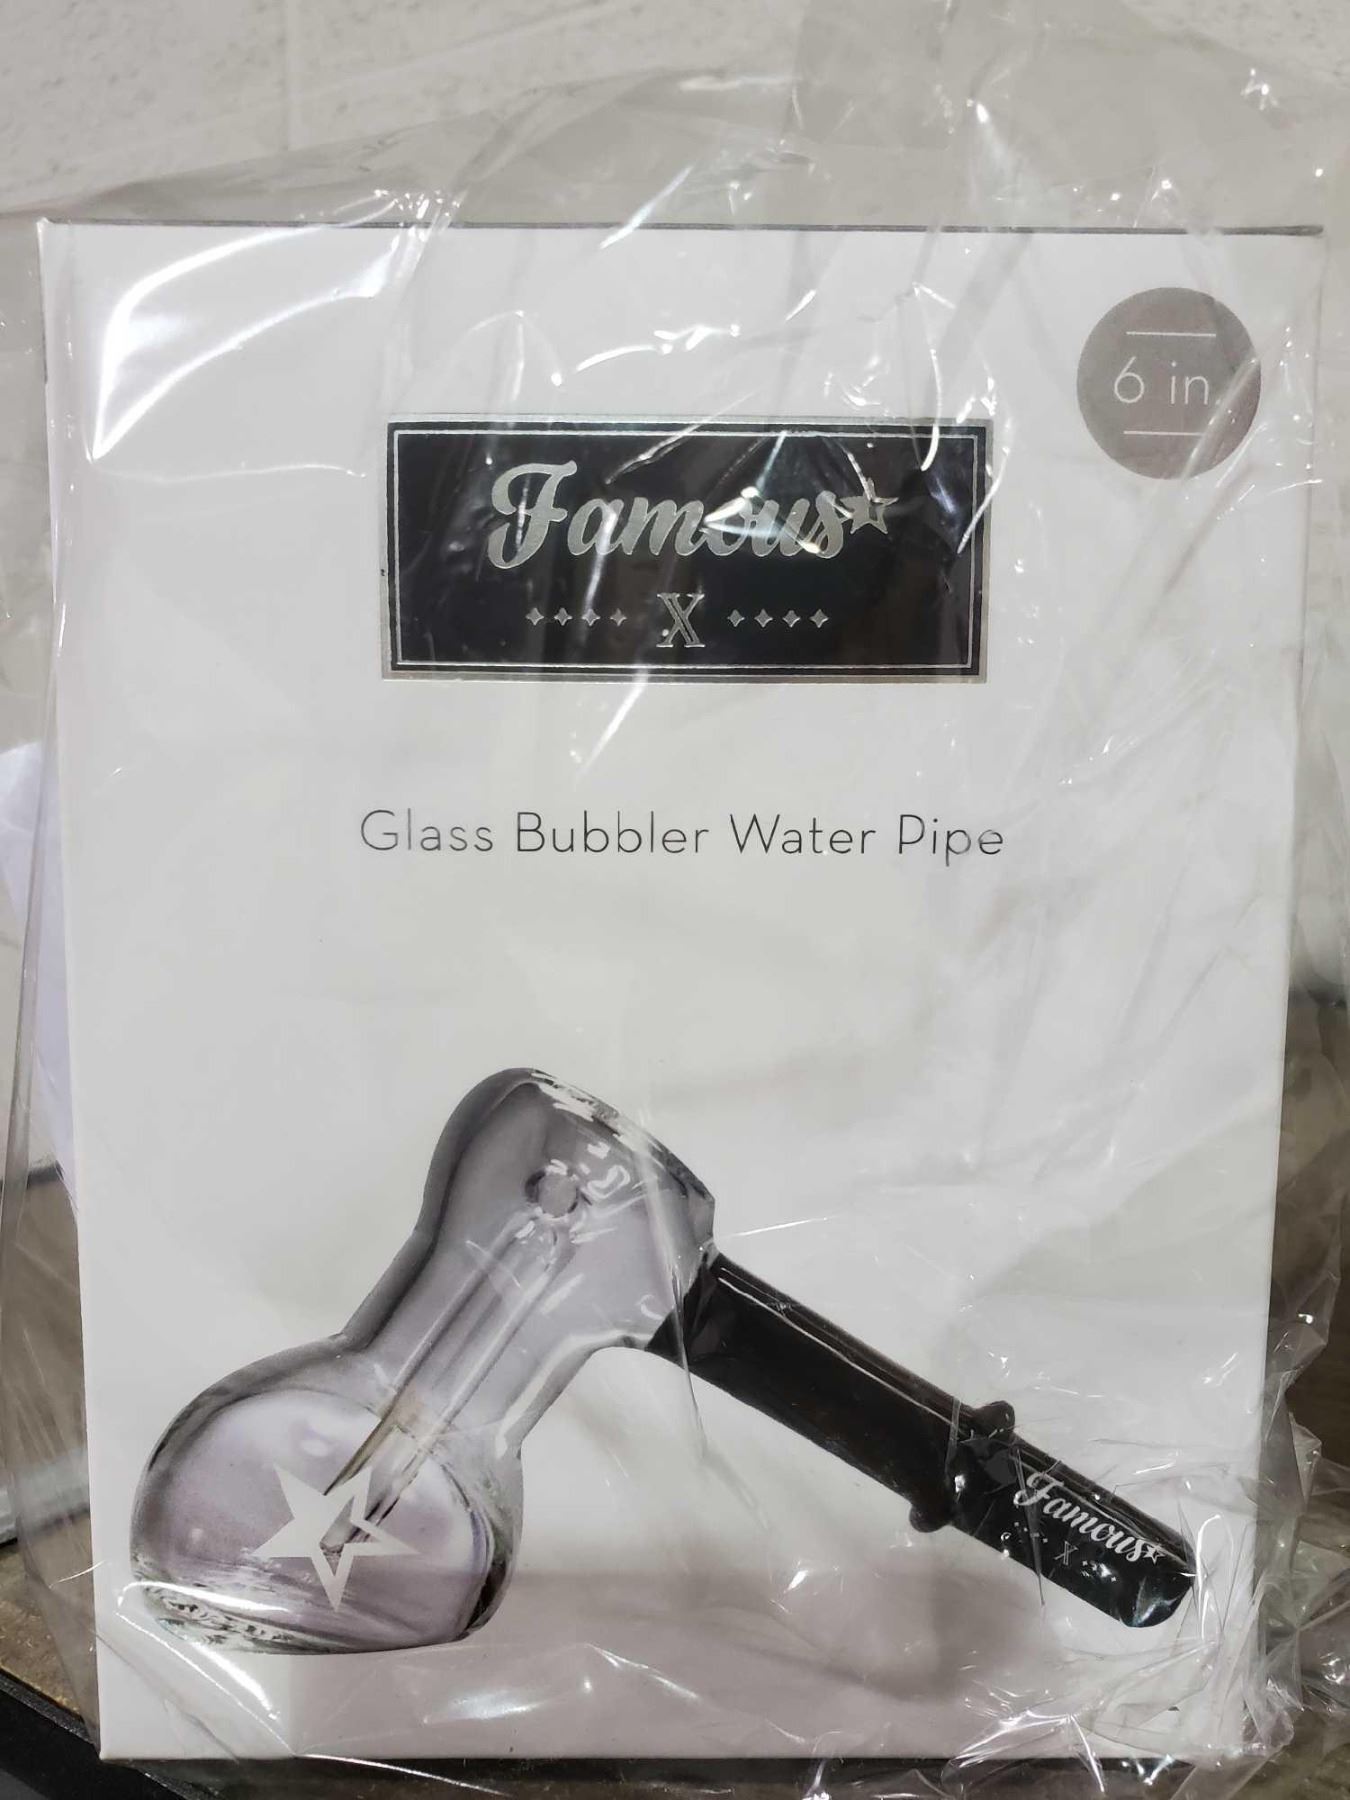 6 in
Famous
X
Glass Bubbler Water Pipe
Famous
X